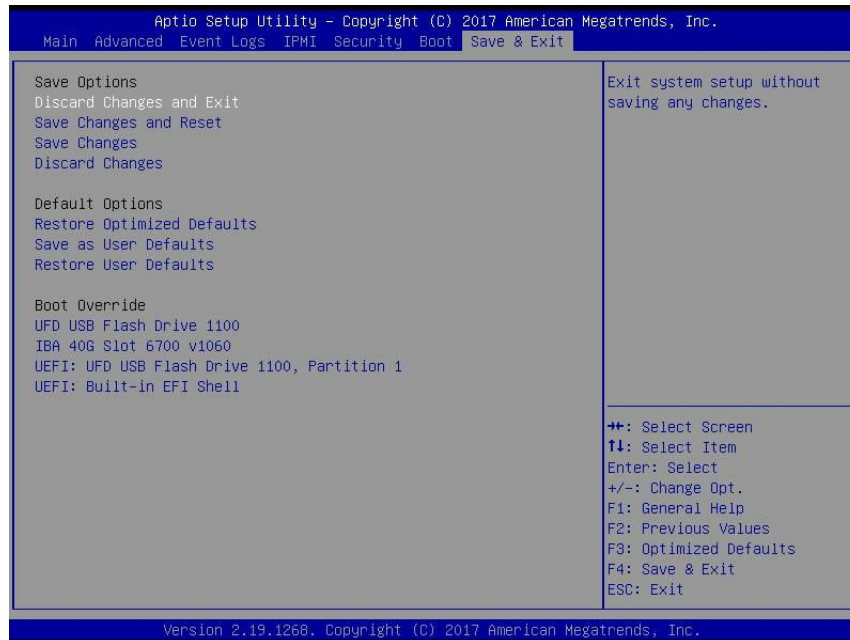 Aptio Setup Utility – Copyright (C) 2017 American Megatrends, Inc.
Main Advanced Event Logs IPMI Security Boot Save & Exit
Save Options
Discard Changes and Exit
Save Changes and Reset
Save Changes
Discard Changes
Default Options
Restore Optimized Defaults
Save as User Defaults
Restore User Defaults
Boot Override
UFD USB Flash Drive 1100
IBA 40G Slot 6700 v1060
UEFI: UFD USB Flash Drive 1100, Partition 1
UEFI: Built-in EFI Shell
Exit system setup without
saving any changes.
→←: Select Screen
↑↓: Select Item
Enter: Select
+/-: Change Opt.
F1: General Help
F2: Previous Values
F3: Optimized Defaults
F4: Save & Exit
ESC: Exit
Version 2.19.1268. Copyright (C) 2017 American Megatrends, Inc.